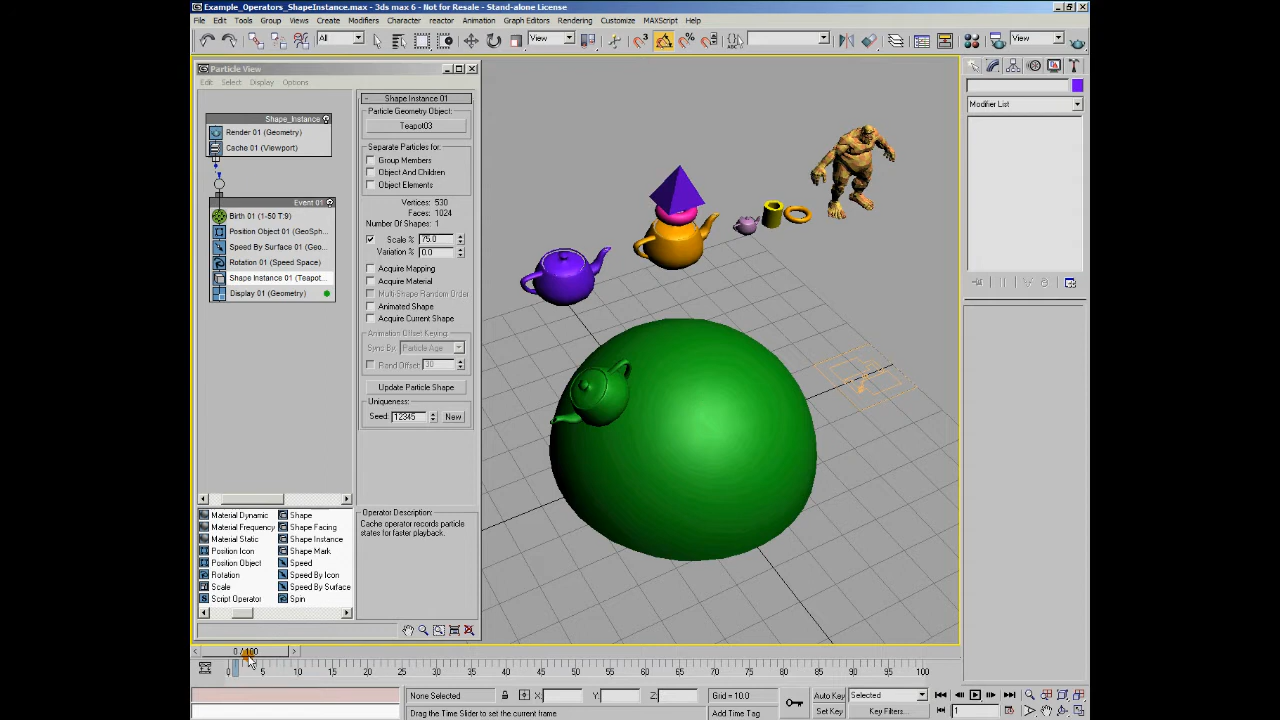 Example_Operators_ShapeInstance.max - 3ds max 6 - Not for Resale - Stand-alone License
File Edit Tools Group Views Create Modifiers Character reactor Animation Graph Editors Rendering Customize MAXScript Help
All View View
Particle View
Edit Select Display Options
Shape_Instance
Render 01 (Geometry)
Cache 01 (Viewport)
Event 01
Birth 01 (1-50 T:9)
Position Object 01 (GeoSph...
Speed By Surface 01 (Geo...
Rotation 01 (Speed Space)
Shape Instance 01 (Teapot...
Display 01 (Geometry)
Shape Instance 01
Particle Geometry Object:
Teapot03
Separate Particles for:
Group Members
Object And Children
Object Elements
Vertices: 530
Faces: 1024
Number Of Shapes: 1
Scale % 75.0
Variation % 0.0
Acquire Mapping
Acquire Material
Multi-Shape Random Order
Animated Shape
Acquire Current Shape
Animation Offset Keying:
Sync By: Particle Age
Rand Offset: 30
Update Particle Shape
Uniqueness:
Seed: 12345 New
Material Dynamic Shape
Material Frequency Shape Facing
Material Static Shape Instance
Position Icon Shape Mark
Position Object Speed
Rotation Speed By Icon
Scale Speed By Surface
Script Operator Spin
Operator Description:
Cache operator records particle
states for faster playback.
Modifier List
0 / 100
0 5 10 15 20 25 30 35 40 45 50 55 60 65 70 75 80 85 90 95 100
None Selected X: Y: Z: Grid = 10.0 Auto Key Selected
Drag the Time Slider to set the current frame Add Time Tag Set Key Key Filters... 1